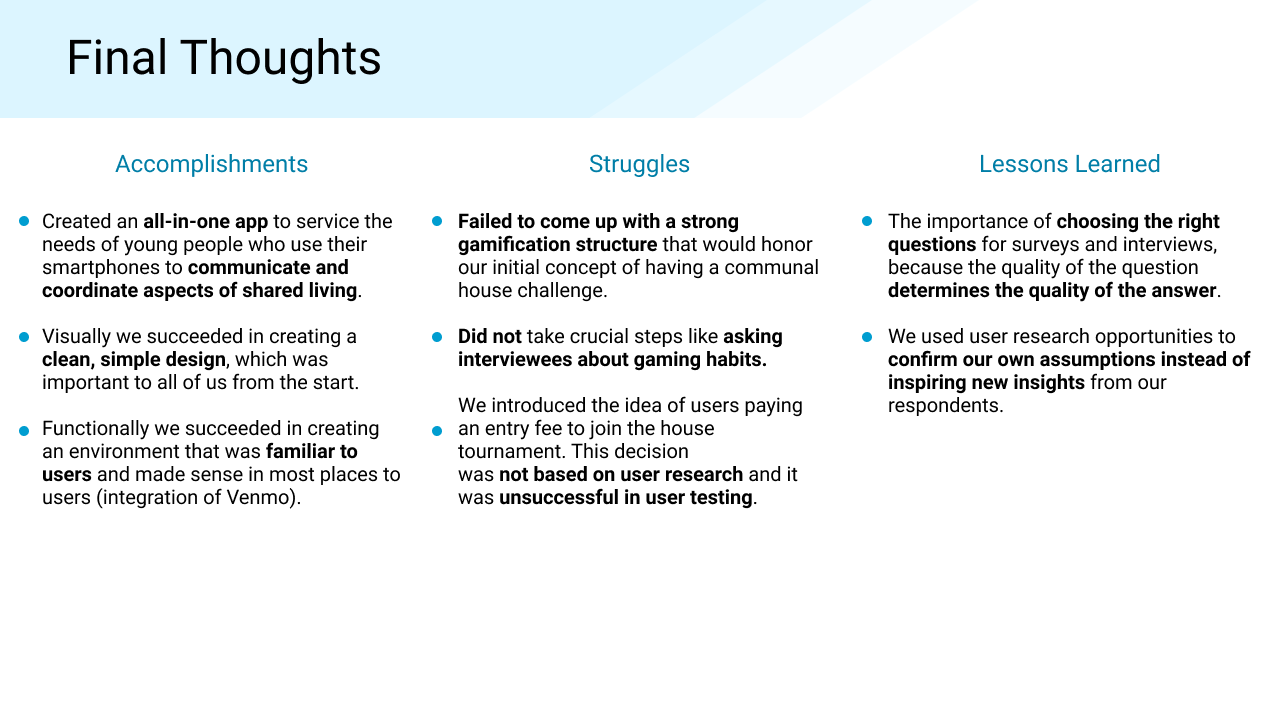 Final Thoughts
Accomplishments
Created an all-in-one app to service the
needs of young people who use their
smartphones to communicate and
coordinate aspects of shared living.
Visually we succeeded in creating a
clean, simple design, which was
important to all of us from the start.
Functionally we succeeded in creating
an environment that was familiar to
users and made sense in most places to
users (integration of Venmo).
Struggles
Failed to come up with a strong
gamification structure that would honor
our initial concept of having a communal
house challenge.
Did not take crucial steps like asking
interviewees about gaming habits.
We introduced the idea of users paying
an entry fee to join the house
tournament. This decision
was not based on user research and it
was unsuccessful in user testing.
Lessons Learned
The importance of choosing the right
questions for surveys and interviews,
because the quality of the question
determines the quality of the answer.
We used user research opportunities to
confirm our own assumptions instead of
inspiring new insights from our
respondents.